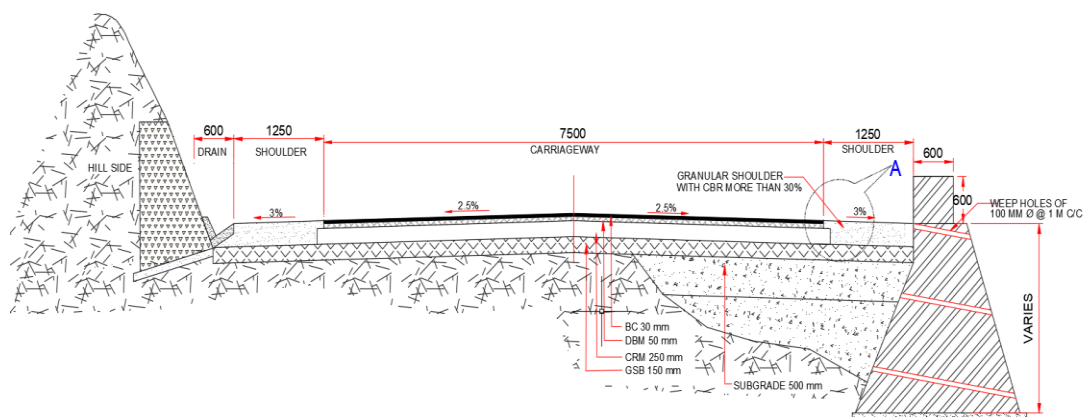 600
1250
7500
1250
DRAIN
SHOULDER
CARRIAGEWAY
SHOULDER
600
HILL SIDE
A
GRANULAR SHOULDER
WITH CBR MORE THAN 30%
600
WEEP HOLES OF
100 MM Ø @ 1 M C/C
3%
2.5%
2.5%
3%
VARIES
BC 30 mm
DBM 50 mm
CRM 250 mm
GSB 150 mm
SUBGRADE 500 mm